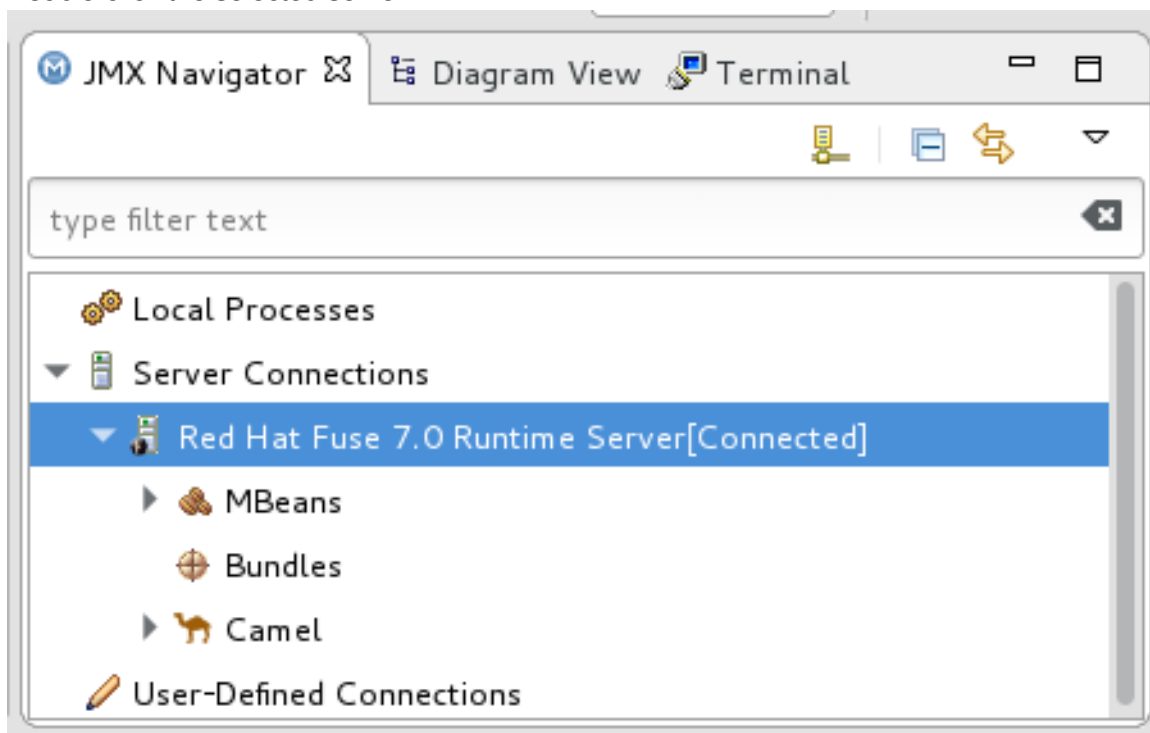 JMX Navigator Diagram View Terminal
type filter text
Local Processes
Server Connections
Red Hat Fuse 7.0 Runtime Server[Connected]
MBeans
Bundles
Camel
User-Defined Connections